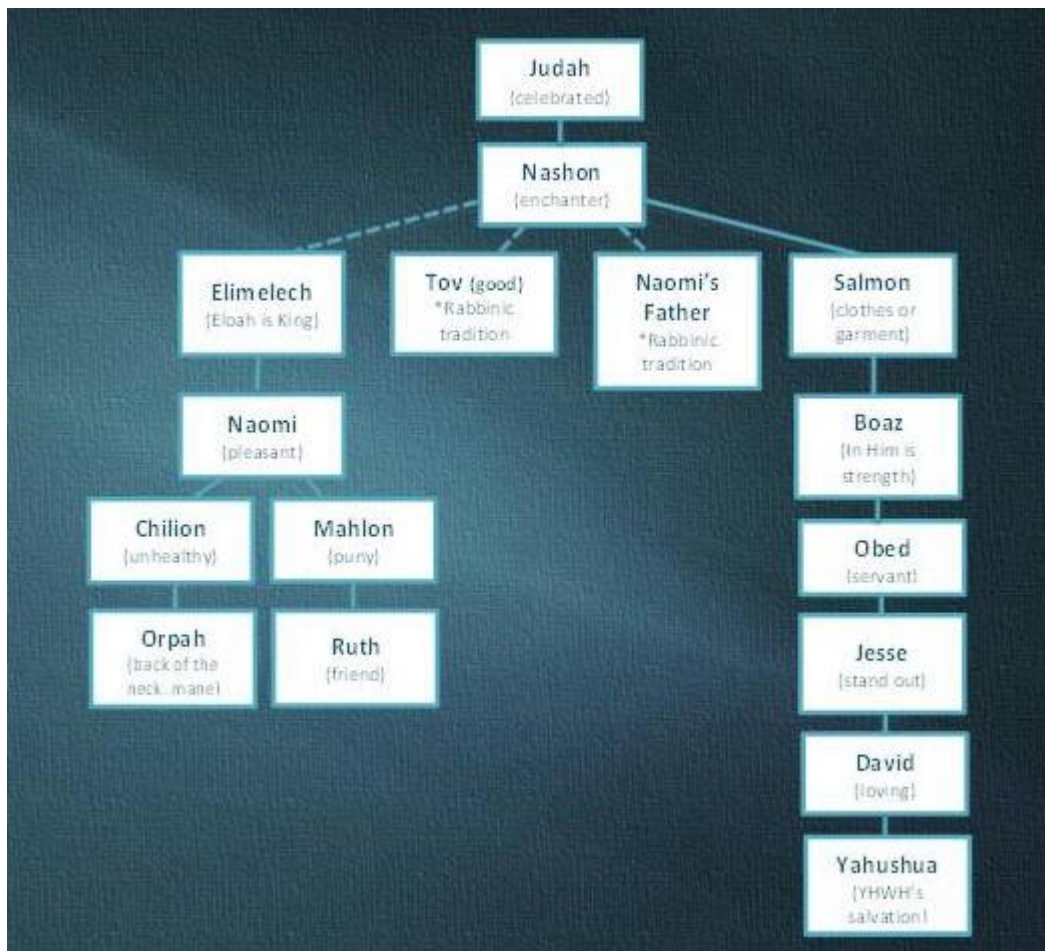 Judah
(celebrated)
Nashon
(enchanter)
Elimelech
(Eloah is King)
Tov (good)
*Rabbinic
tradition
Naomi's
Father
*Rabbinic
tradition
Salmon
(clothes or
garment)
Naomi
(pleasant)
Boaz
(In Him is
strength)
Chilion
(unhealthy)
Mahlon
(puny)
Obed
(servant)
Orpah
(back of the
neck, mane)
Ruth
(friend)
Jesse
(stand out)
David
(loving)
Yahushua
(YHWH's
salvation)